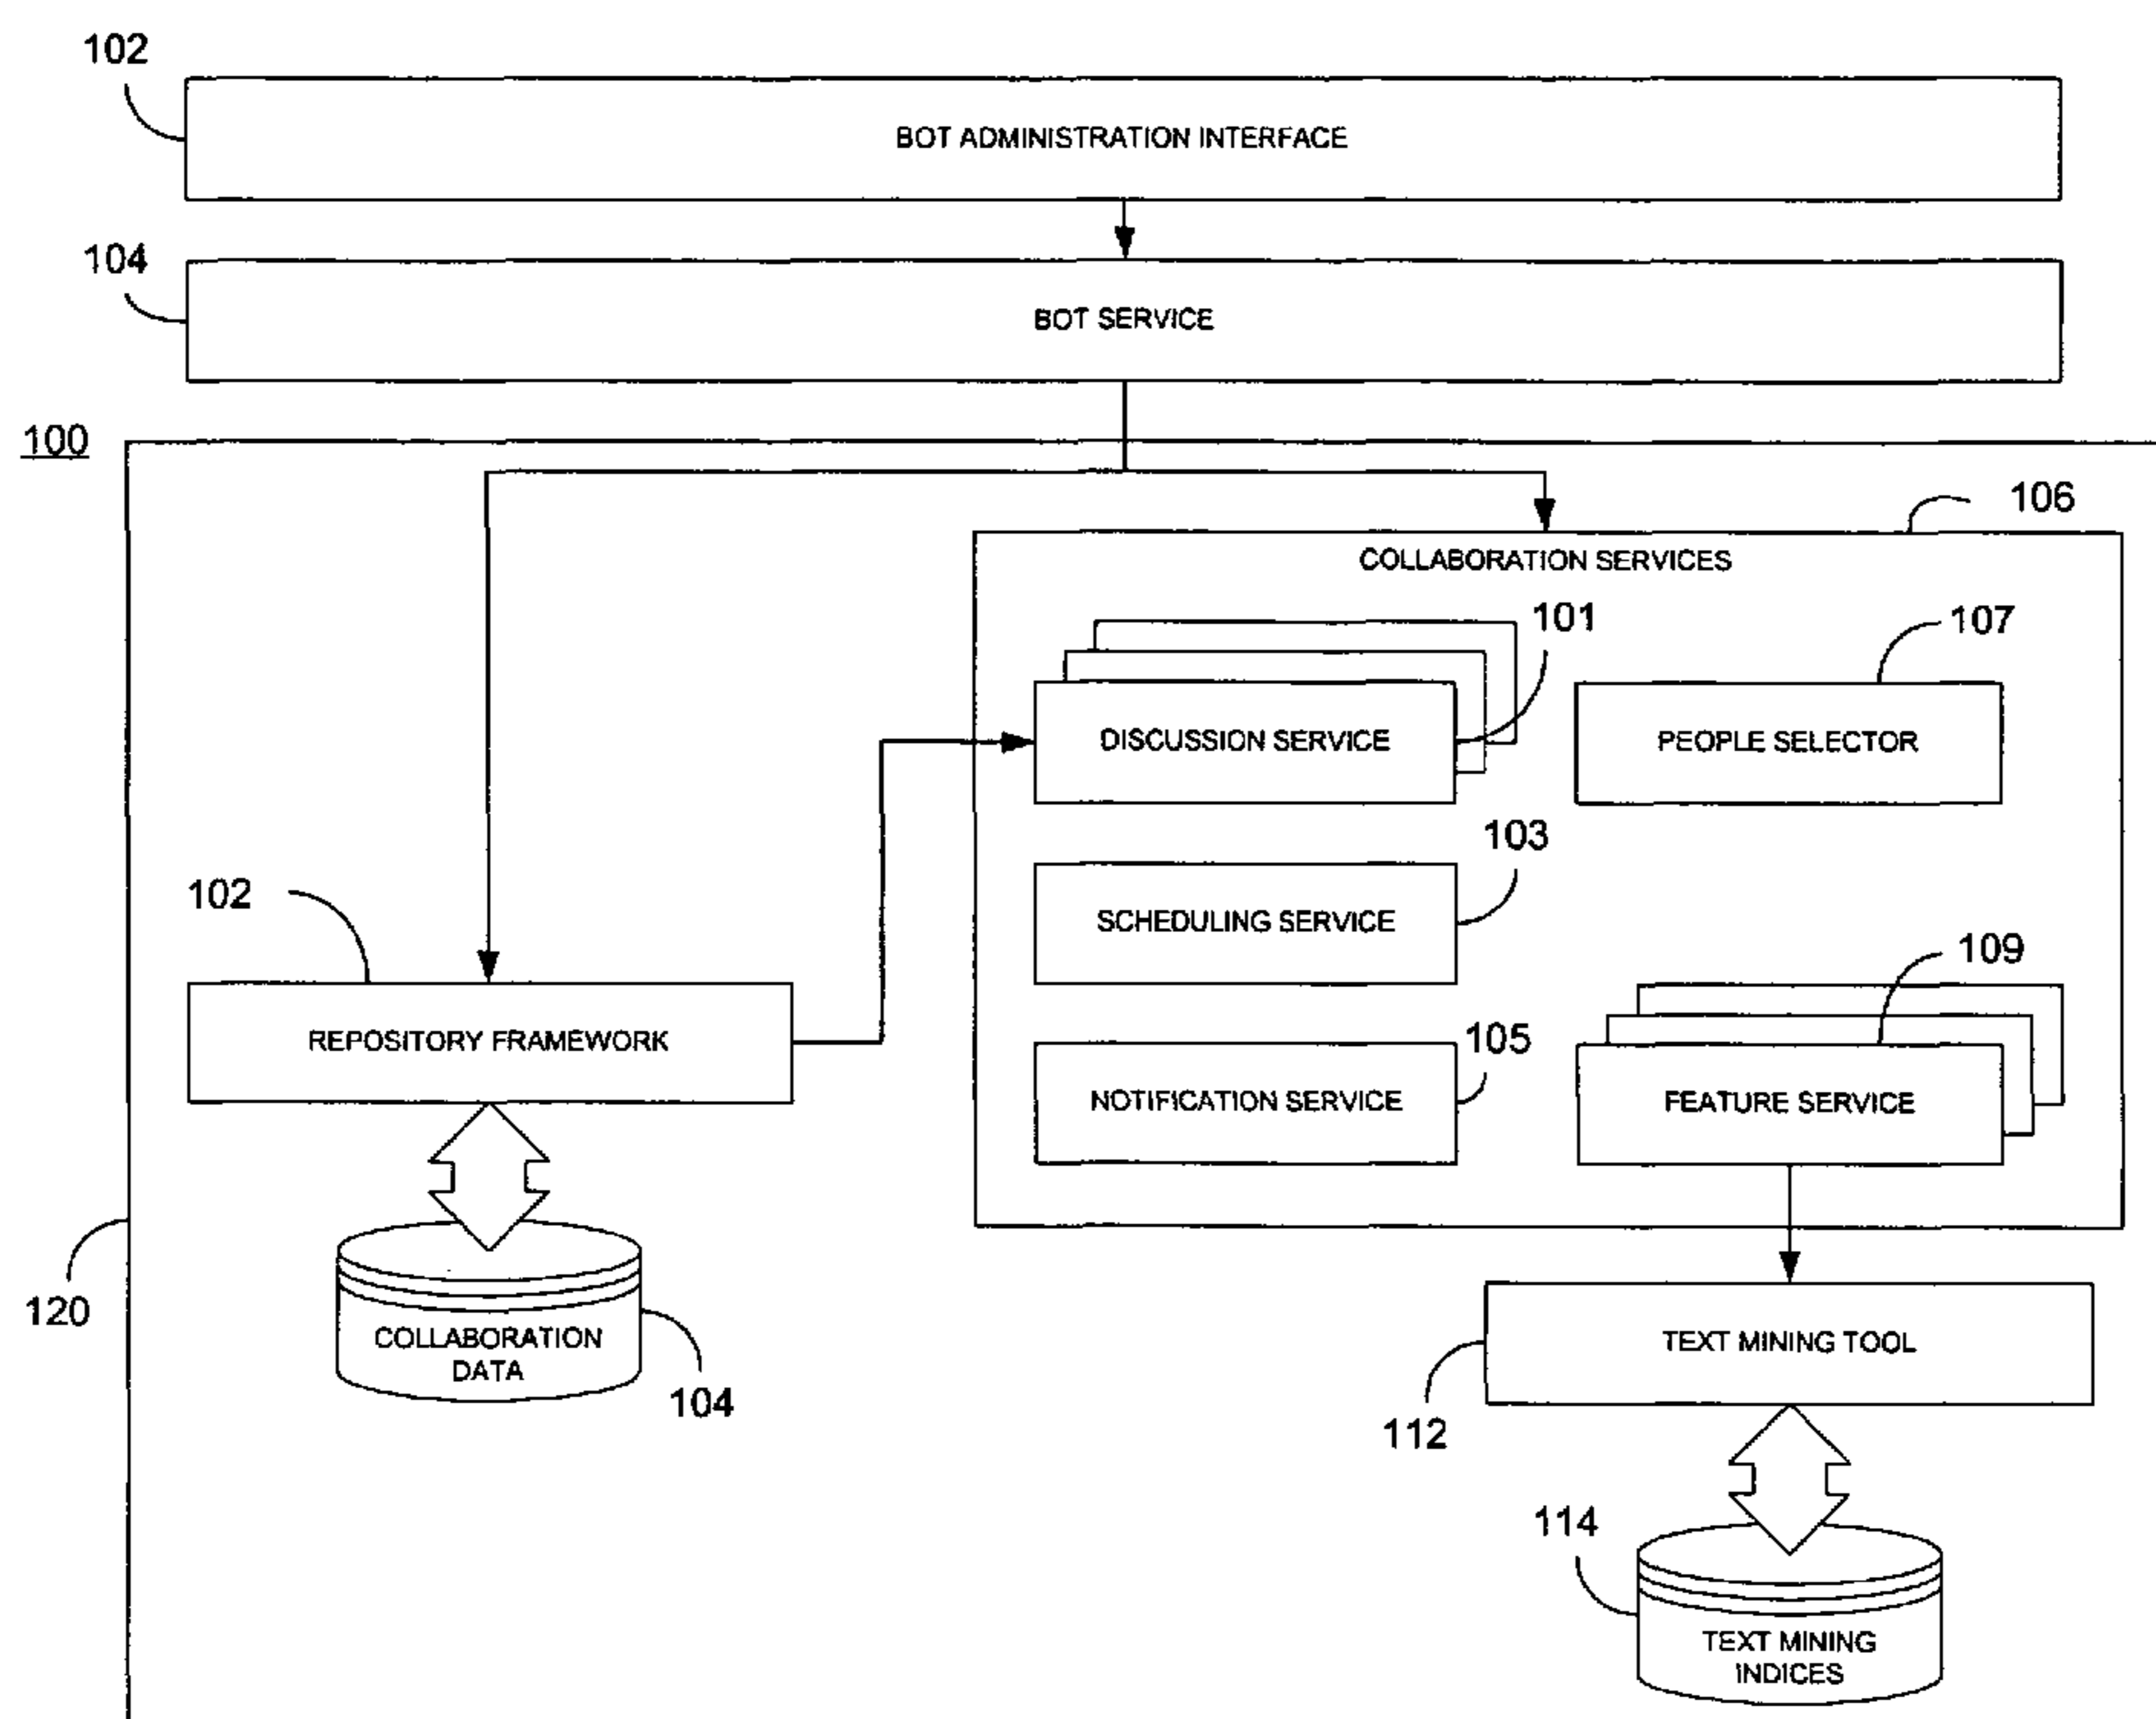 102
BOT ADMINISTRATION INTERFACE
104
BOT SERVICE
100
106
COLLABORATION SERVICES
101
107
DISCUSSION SERVICE
PEOPLE SELECTOR
103
102
SCHEDULING SERVICE
109
REPOSITORY FRAMEWORK
105
NOTIFICATION SERVICE
FEATURE SERVICE
120
COLLABORATION
DATA
104
TEXT MINING TOOL
112
114
TEXT MINING
INDICES